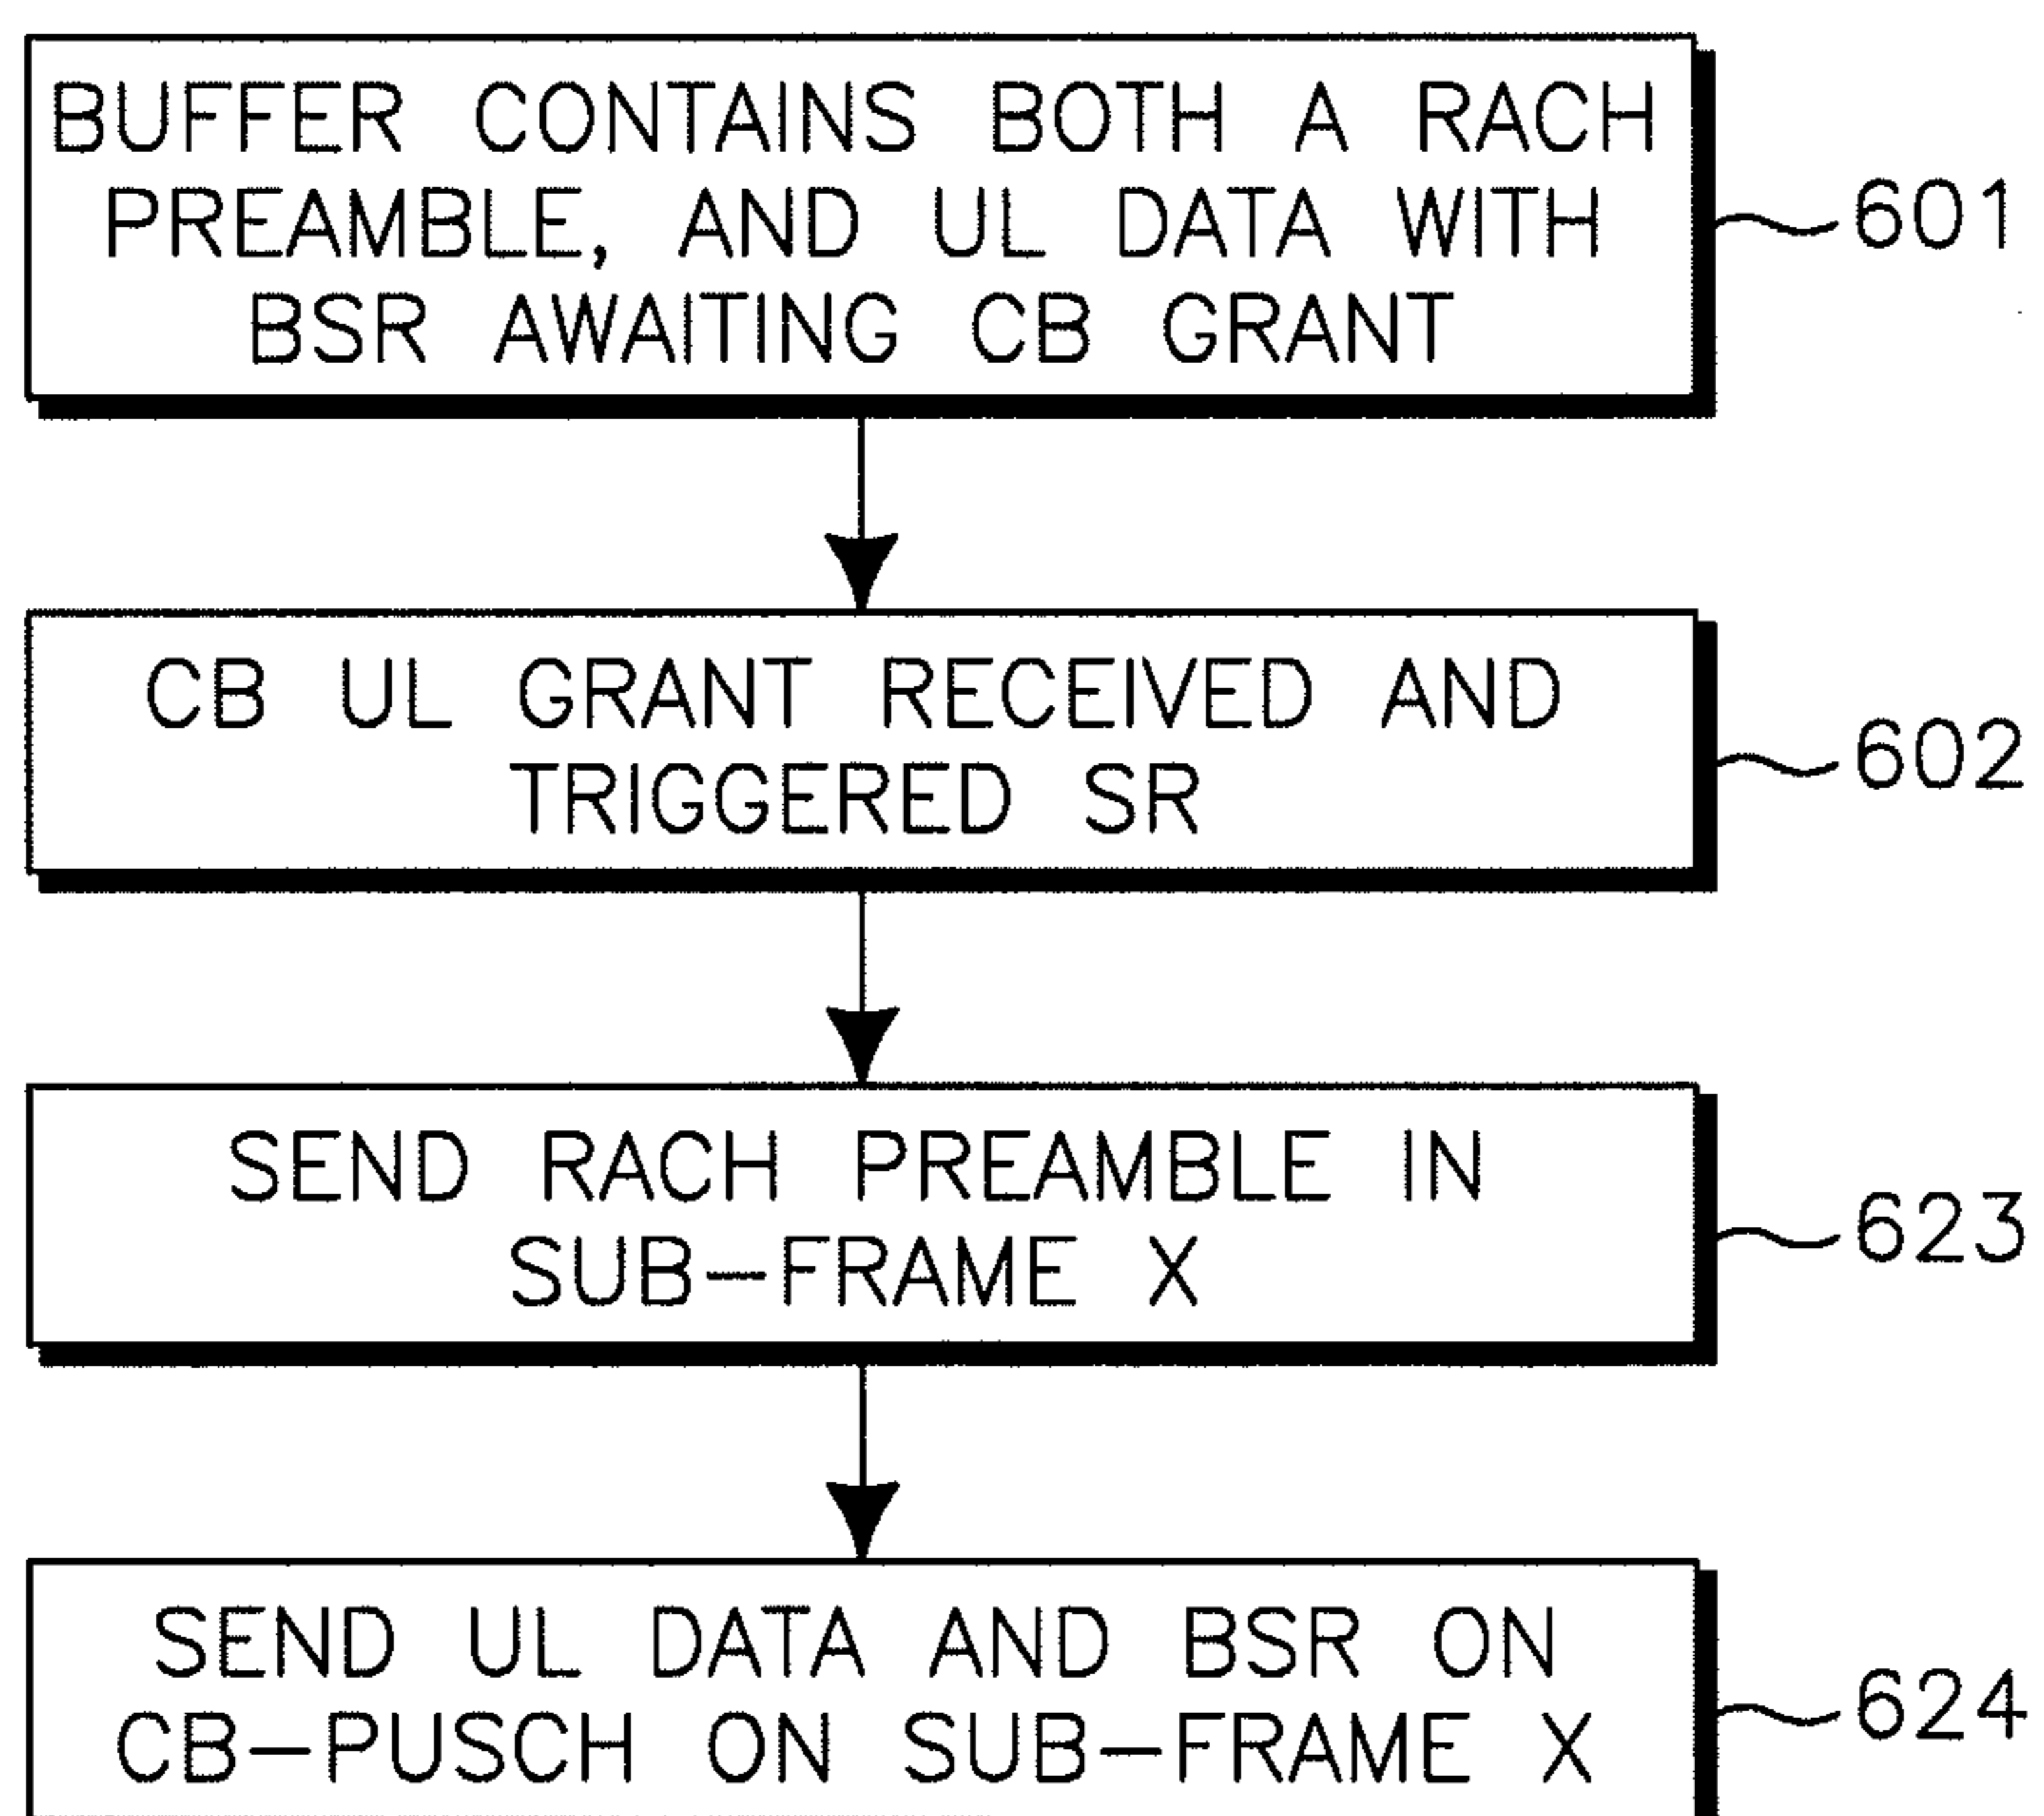 BUFFER CONTAINS BOTH A RACH
PREAMBLE, AND UL DATA WITH
BSR AWAITING CB GRANT
601
CB UL GRANT RECEIVED AND
TRIGGERED SR
602
SEND RACH PREAMBLE IN
SUB-FRAME X
623
SEND UL DATA AND BSR ON
CB-PUSCH ON SUB-FRAME X
624